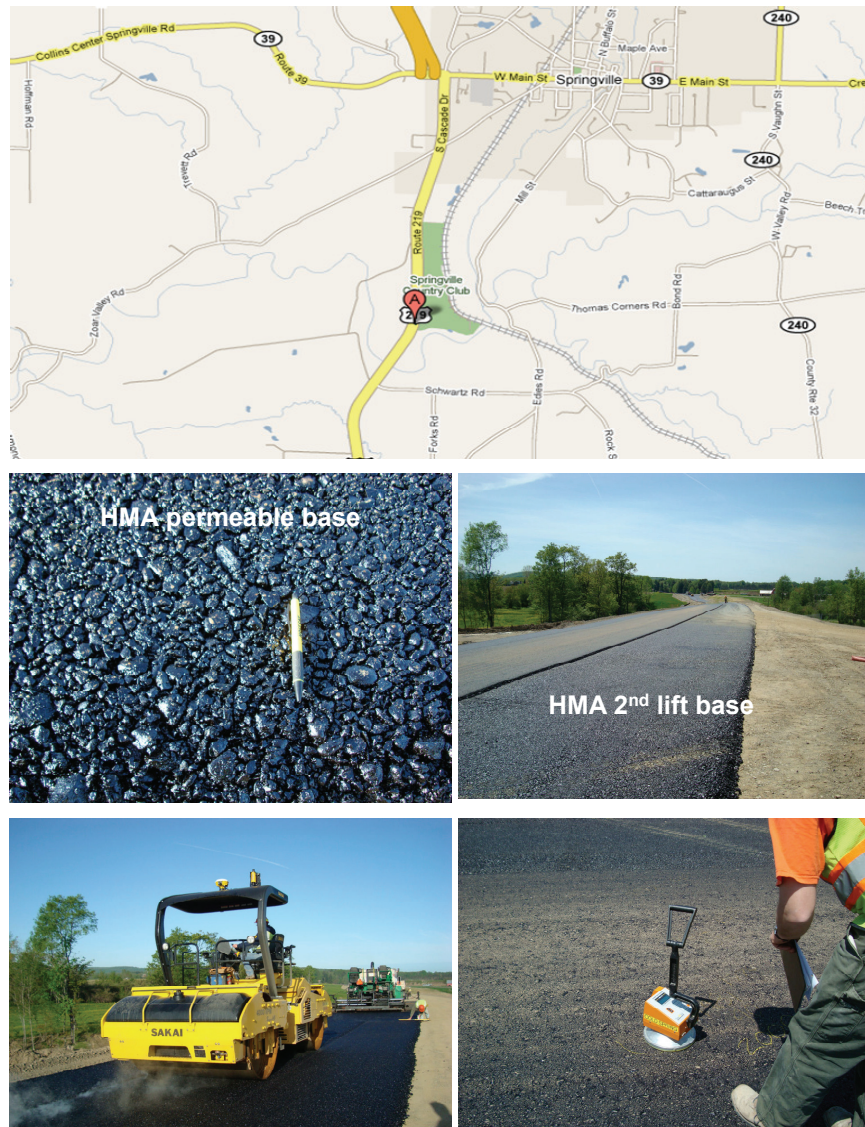 240
N Buffalo St
Maple Ave
Collins Center Springville Rd
39
Route 39
W Main St
Springville
39
E Main St
Hoffman Rd
S Cascade Dr
S Vaughn St
Trevett Rd
240
Mill St
Cattaraugus St
W Valley Rd
Beech T
Route 219
Springville
Country Club
A
Bond Rd
Zoar Valley Rd
Thomas Corners Rd
240
Edies Rd
County Rte 32
Schwartz Rd
Forks Rd
Rock S
HMA permeable base
HMA 2nd lift base
SAKAI